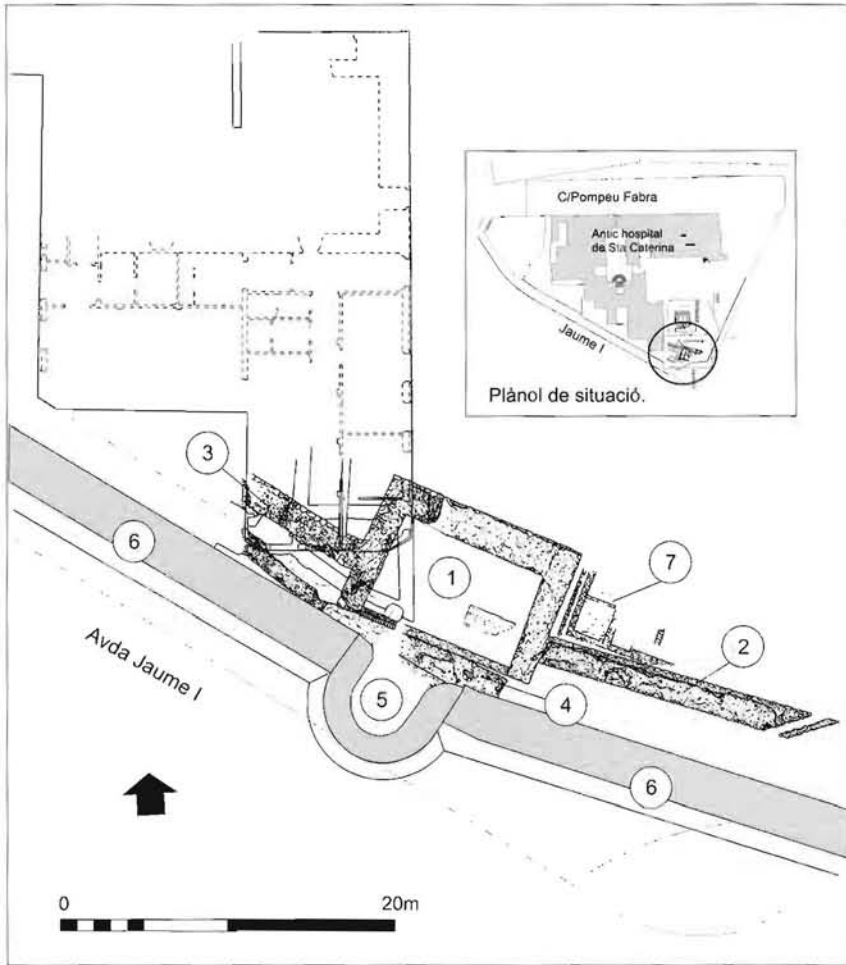 C/Pompeu Fabra
Antic hospital
de Sta Caterina
Jaume I
Plànol de situació.
3
6
1
7
2
Avda Jaume I
5
4
6
0
20m